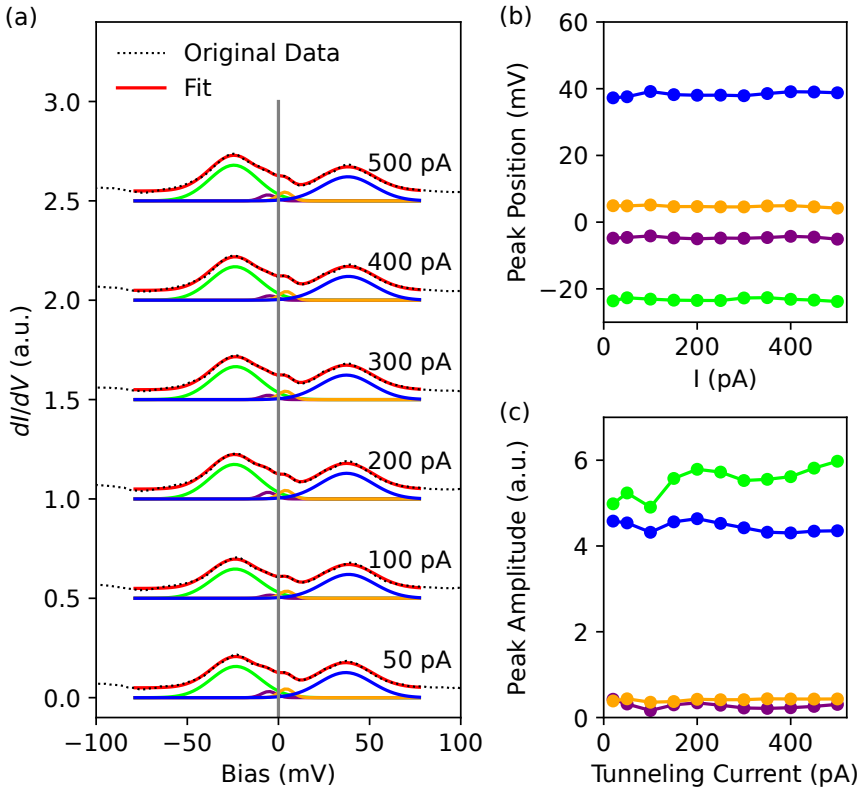 (a)
Original Data
Fit
3.0
2.5
2.0
1.5
1.0
0.5
0.0
dI/dV (a.u.)
500 pA
400 pA
300 pA
200 pA
100 pA
50 pA
−100
−50
0
50
100
Bias (mV)
(b)
60
40
20
0
−20
Peak Position (mV)
0
200
400
I (pA)
(c)
6
4
2
0
Peak Amplitude (a.u.)
0
200
400
Tunneling Current (pA)